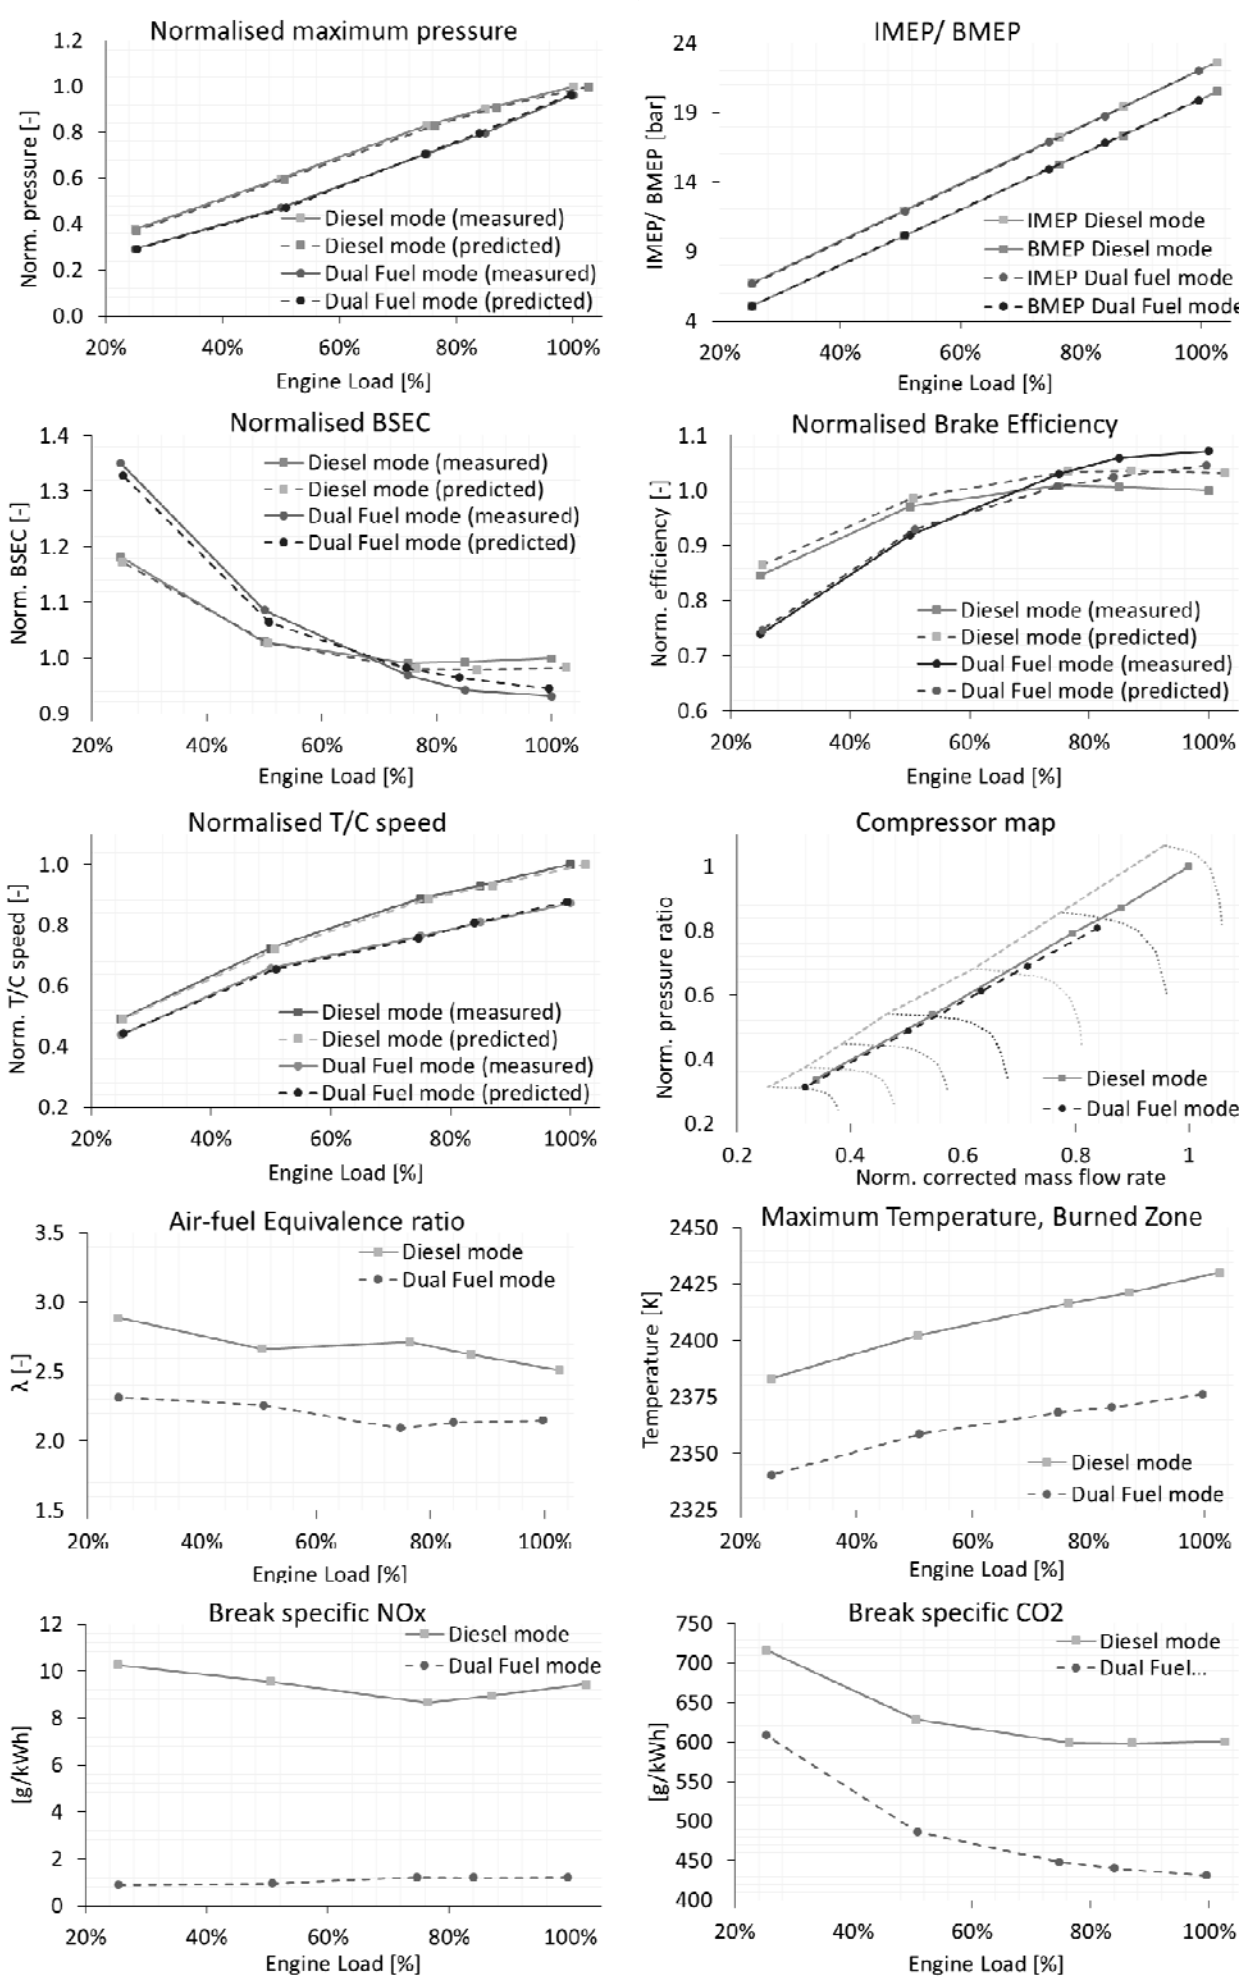 Normalised maximum pressure
1.2
1.0
0.8
0.6
0.4
0.2
0.0
Norm. pressure [-]
Diesel mode (measured)
Diesel mode (predicted)
Dual Fuel mode (measured)
Dual Fuel mode (predicted)
20% 40% 60% 80% 100%
Engine Load [%]
IMEP/ BMEP
24
19
14
9
4
IMEP/ BMEP [bar]
IMEP Diesel mode
BMEP Diesel mode
IMEP Dual fuel mode
BMEP Dual Fuel mode
20% 40% 60% 80% 100%
Engine Load [%]
Normalised BSEC
1.4
1.3
1.2
1.1
1.0
0.9
Norm. BSEC [-]
Diesel mode (measured)
Diesel mode (predicted)
Dual Fuel mode (measured)
Dual Fuel mode (predicted)
20% 40% 60% 80% 100%
Engine Load [%]
Normalised Brake Efficiency
1.1
1.0
0.9
0.8
0.7
0.6
Norm. efficiency [-]
Diesel mode (measured)
Diesel mode (predicted)
Dual Fuel mode (measured)
Dual Fuel mode (predicted)
20% 40% 60% 80% 100%
Engine Load [%]
Normalised T/C speed
1.0
0.8
0.6
0.4
0.2
Norm. T/C speed [-]
Diesel mode (measured)
Diesel mode (predicted)
Dual Fuel mode (measured)
Dual Fuel mode (predicted)
20% 40% 60% 80% 100%
Engine Load [%]
Compressor map
1
0.8
0.6
0.4
0.2
Norm. pressure ratio
Diesel mode
Dual Fuel mode
0.2 0.4 0.6 0.8 1
Norm. corrected mass flow rate
Air-fuel Equivalence ratio
3.5
3.0
2.5
2.0
1.5
λ [-]
Diesel mode
Dual Fuel mode
20% 40% 60% 80% 100%
Engine Load [%]
Maximum Temperature, Burned Zone
2450
2425
2400
2375
2350
2325
Temperature [K]
Diesel mode
Dual Fuel mode
20% 40% 60% 80% 100%
Engine Load [%]
Break specific NOx
12
10
8
6
4
2
0
[g/kWh]
Diesel mode
Dual Fuel mode
20% 40% 60% 80% 100%
Engine Load [%]
Break specific CO2
750
700
650
600
550
500
450
400
[g/kWh]
Diesel mode
Dual Fuel...
20% 40% 60% 80% 100%
Engine Load [%]